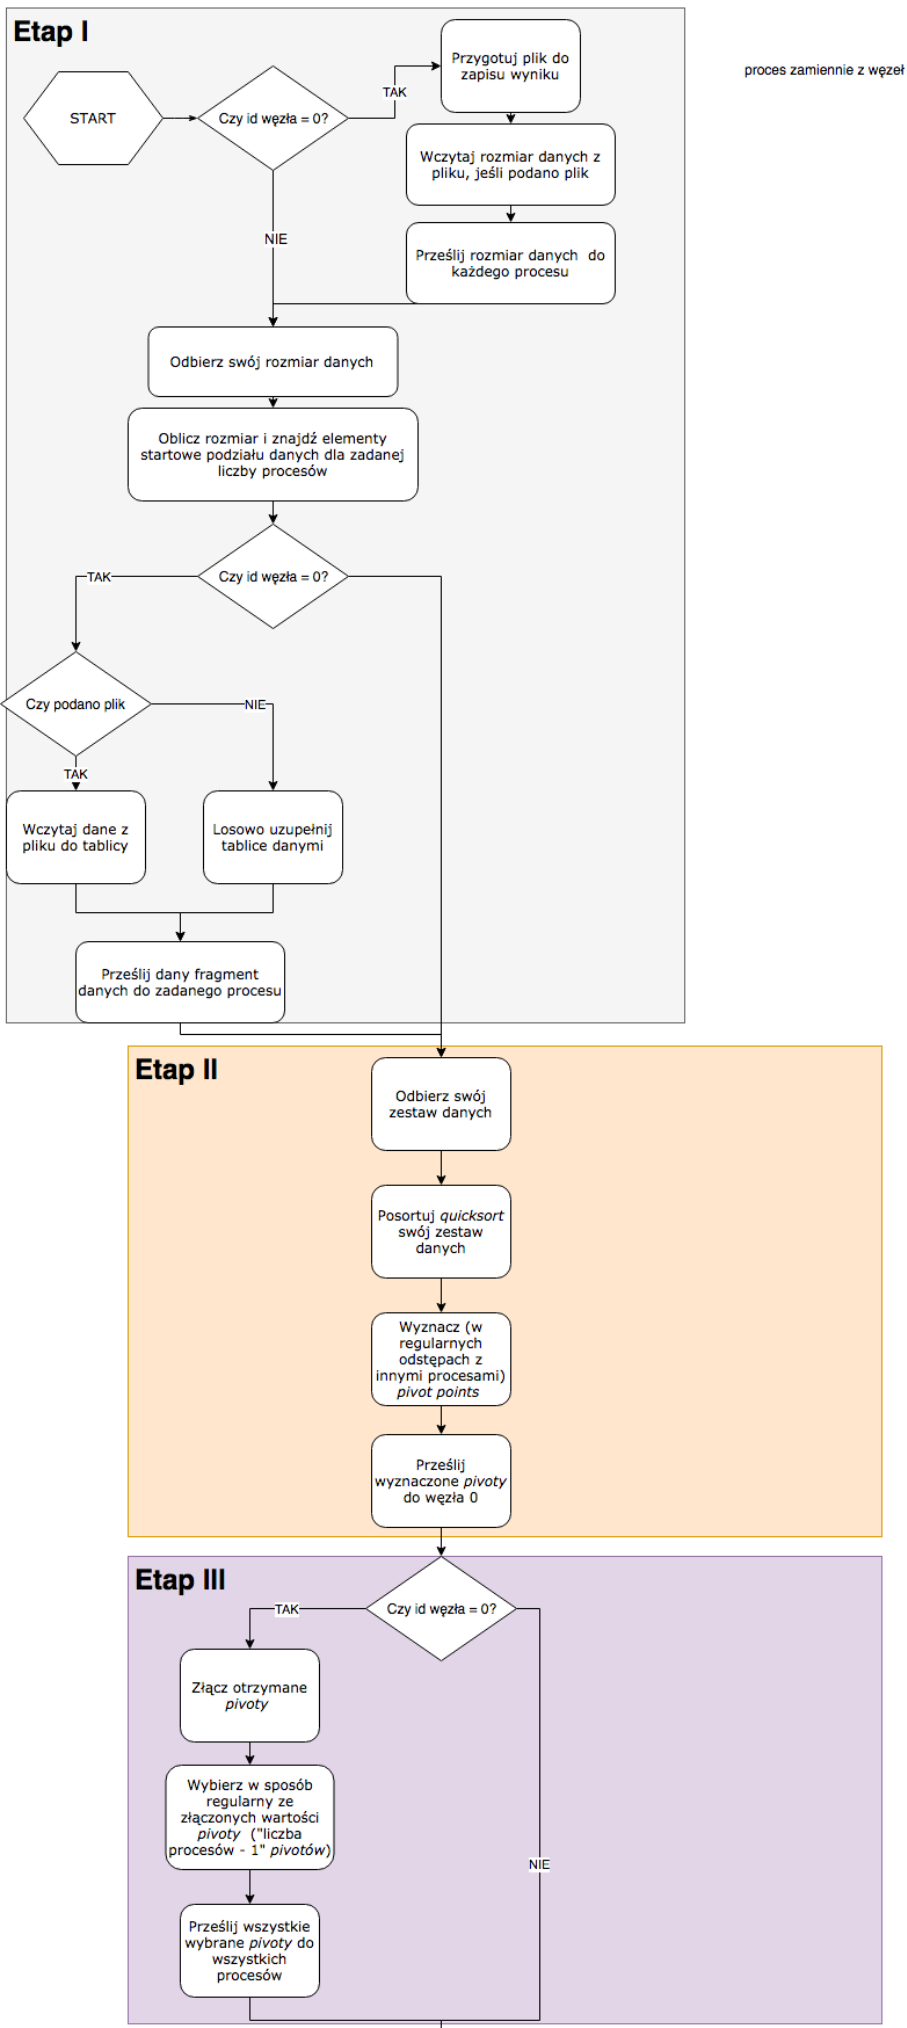 Etap I
START
Czy id węzła = 0?
TAK
Przygotuj plik do
zapisu wyniku
proces zamiennie z węzeł
Wczytaj rozmiar danych z
pliku, jeśli podano plik
Prześlij rozmiar danych do
każdego procesu
NIE
Odbierz swój rozmiar danych
Oblicz rozmiar i znajdź elementy
startowe podziału danych dla zadanej
liczby procesów
Czy id węzła = 0?
TAK
Czy podano plik
NIE
TAK
Wczytaj dane z
pliku do tablicy
Losowo uzupełnij
tablice danymi
Prześlij dany fragment
danych do zadanego procesu
Etap II
Odbierz swój
zestaw danych
Posortuj quicksort
swój zestaw
danych
Wyznacz (w
regularnych
odstępach z
innymi procesami)
pivot points
Prześlij
wyznaczone pivoty
do węzła 0
Etap III
Czy id węzła = 0?
TAK
Złącz otrzymane
pivoty
Wybierz w sposób
regularny ze
złączonych wartości
pivoty ("liczba
procesów - 1" pivotów)
NIE
Prześlij wszystkie
wybrane pivoty do
wszystkich
procesów